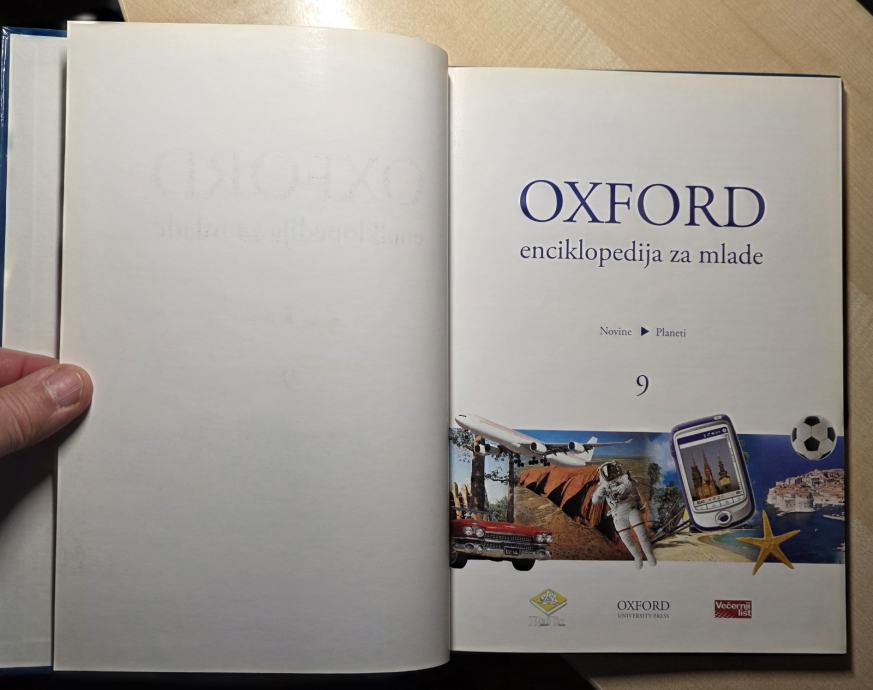 OXFORD
enciklopedija za mlade
Novine ▶ Planeti
9
OXFORD
UNIVERSITY PRESS
Večernji
list